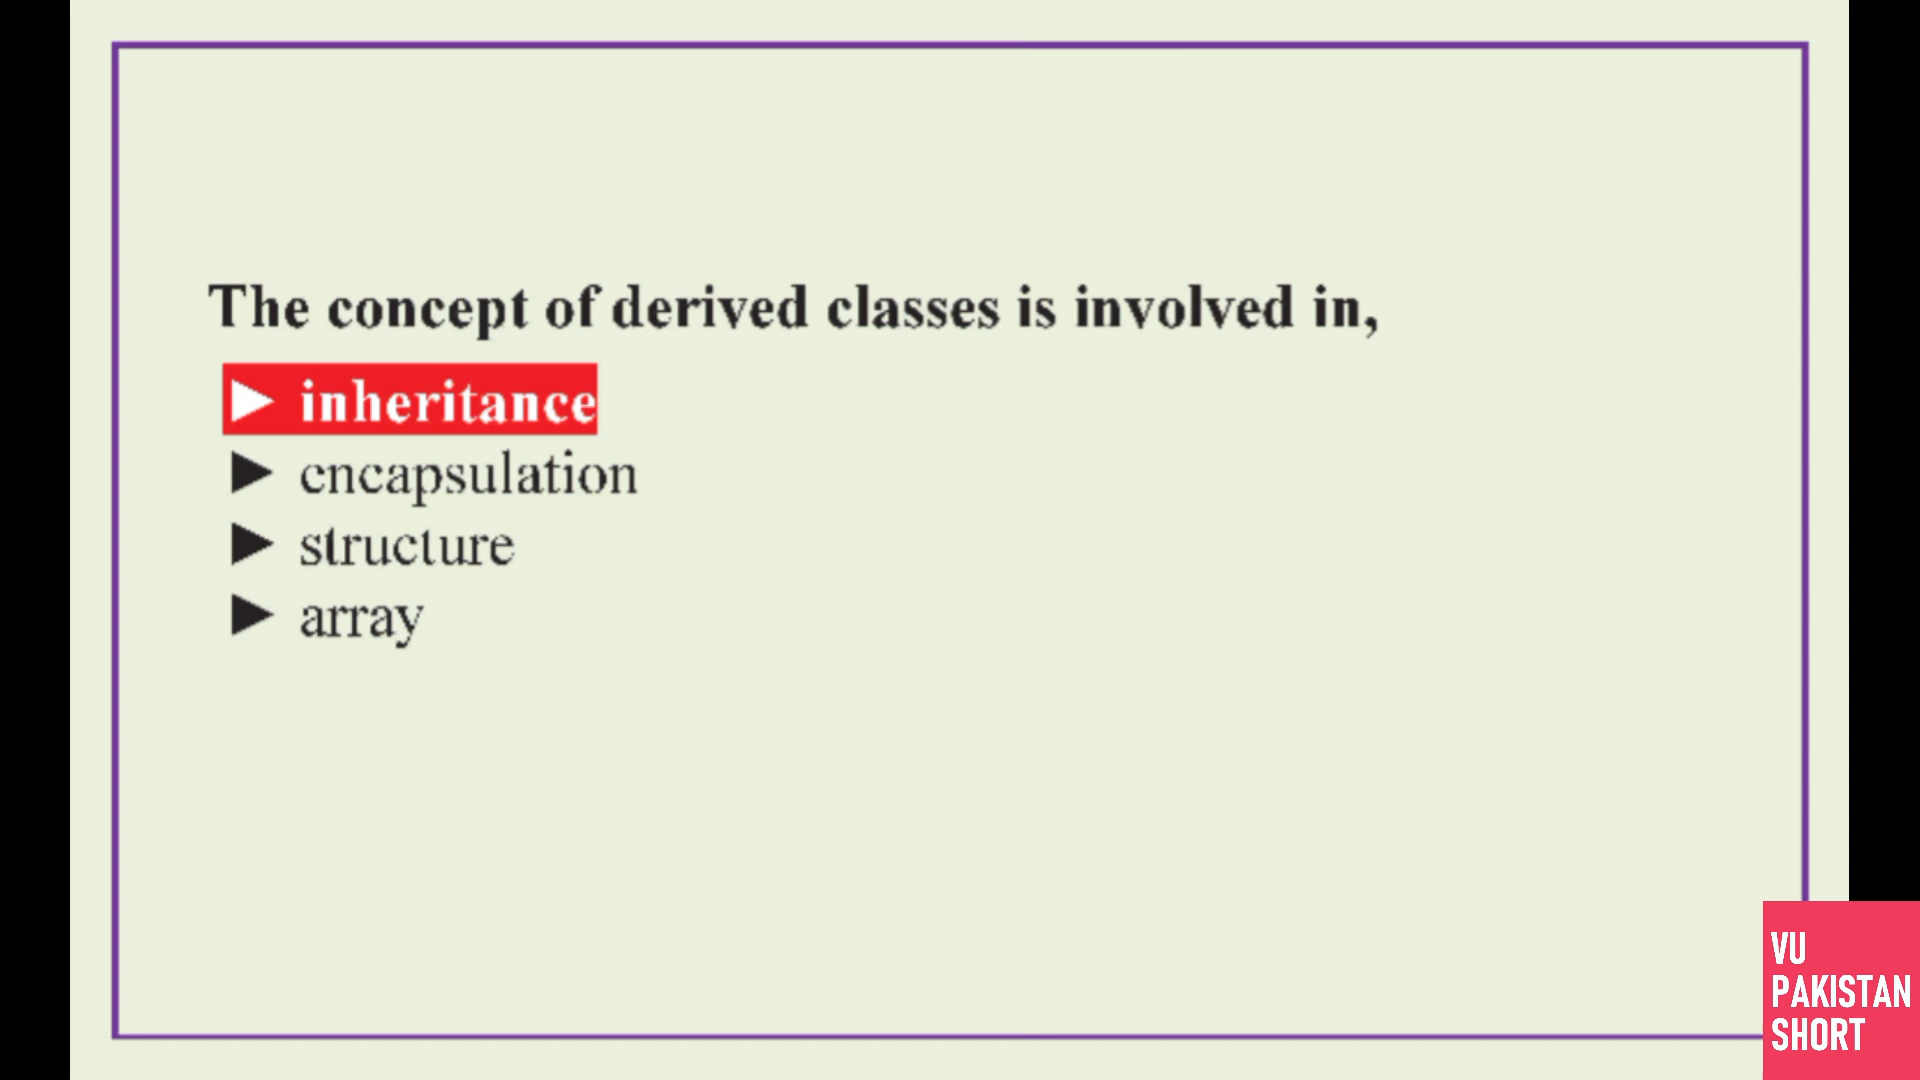 The concept of derived classes is involved in,
► inheritance
► encapsulation
► structure
► array
VU
PAKISTAN
SHORT